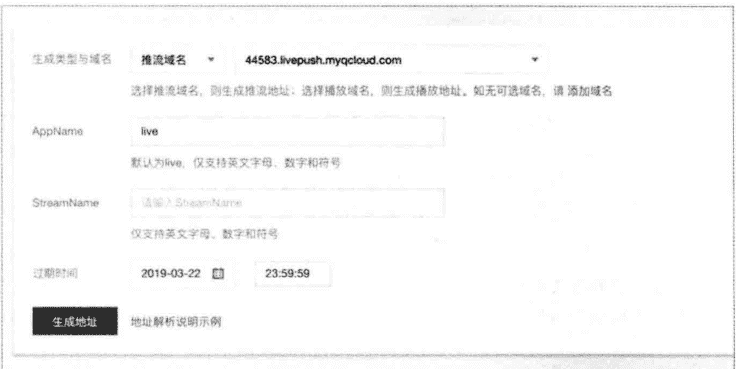 生成类型与域名 推流域名 44583.livepush.myqcloud.com
选择推流域名，则生成推流地址；选择播放域名，则生成播放地址。如无可选域名，请 添加域名
AppName live
默认为live，仅支持英文字母、数字和符号
StreamName 请输入StreamName
仅支持英文字母、数字和符号
过期时间 2019-03-22 23:59:59
生成地址 地址解析说明示例